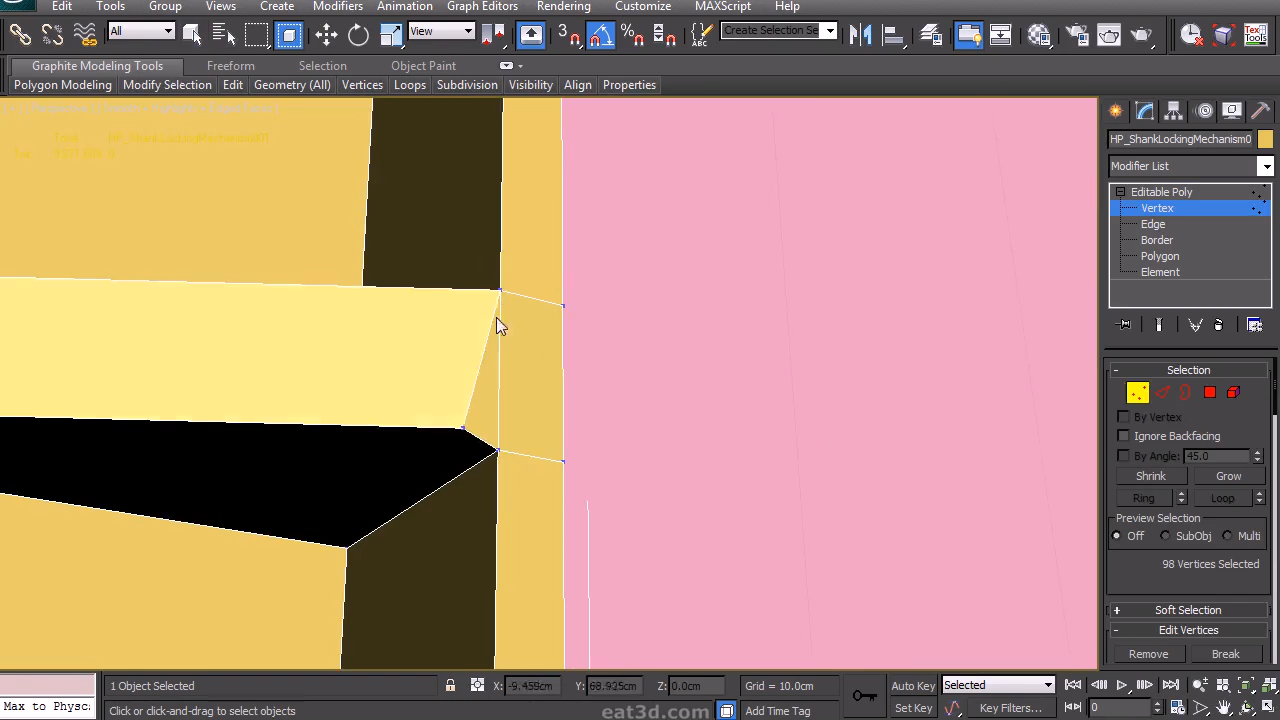 Edit Tools Group Views Create Modifiers Animation Graph Editors Rendering Customize MAXScript Help
All View 3 Create Selection Se
Graphite Modeling Tools Freeform Selection Object Paint
Polygon Modeling Modify Selection Edit Geometry (All) Vertices Loops Subdivision Visibility Align Properties
HP_ShankLockingMechanism0
Modifier List
Editable Poly
Vertex
Edge
Border
Polygon
Element
- Selection
By Vertex
Ignore Backfacing
By Angle: 45.0
Shrink Grow
Ring Loop
Preview Selection
Off SubObj Multi
98 Vertices Selected
+ Soft Selection
- Edit Vertices
Remove Break
1 Object Selected X: -9.459cm Y: 68.925cm Z: 0.0cm Grid = 10.0cm Auto Key Selected
Max to Physc Click or click-and-drag to select objects eat3d.com Add Time Tag Set Key Key Filters... 0